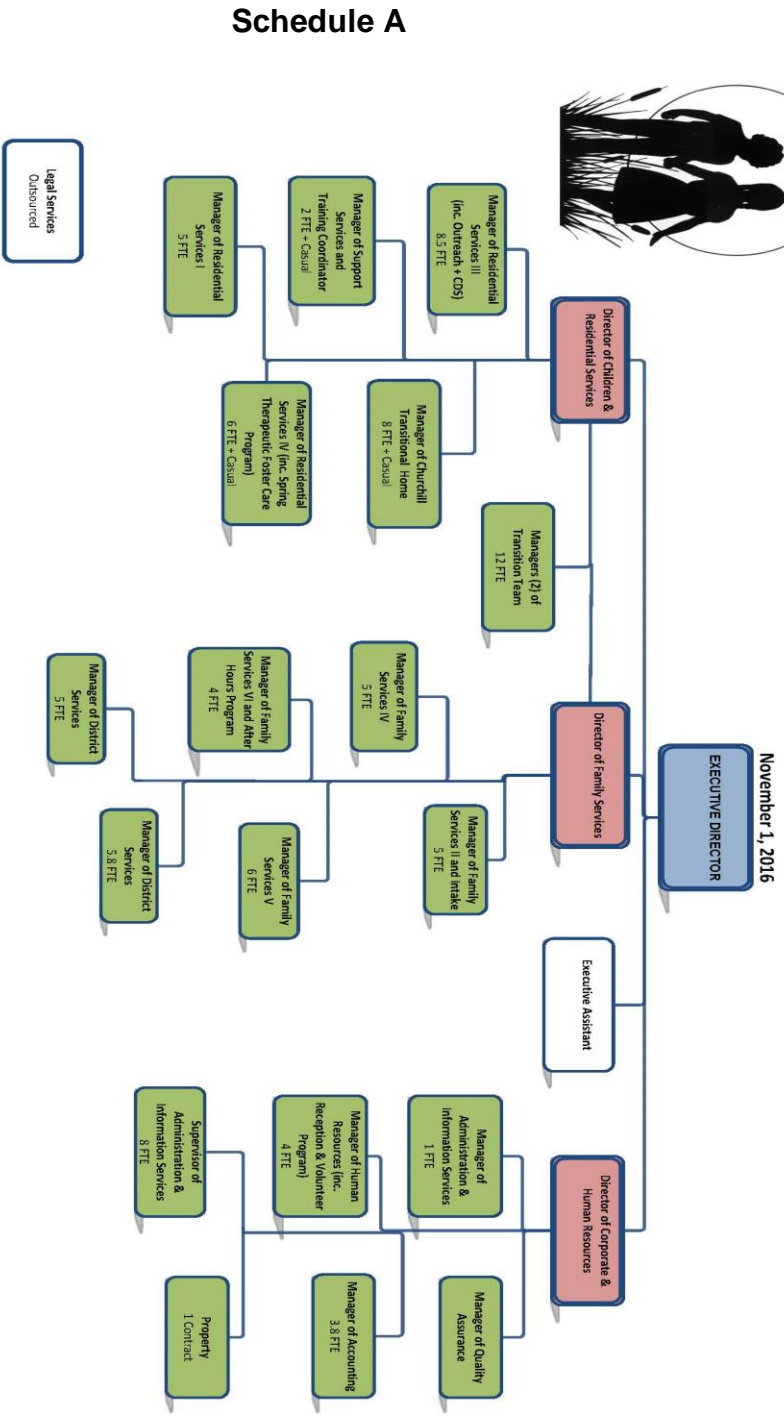 Schedule A
November 1, 2016
EXECUTIVE DIRECTOR
Executive Assistant
Director of Children &
Residential Services
Director of Family Services
Director of Corporate &
Human Resources
Managers (2) of
Transition Team
12 FTE
Manager of Residential
Services III
(inc. Outreach + CDS)
8.5 FTE
Manager of Churchill
Transitional Home
8 FTE + Casual
Manager of Support
Services and
Training Coordinator
2 FTE + Casual
Manager of Residential
Services IV (inc. Spring
Therapeutic Foster Care
Program)
6 FTE + Casual
Manager of Residential
Services I
5 FTE
Manager of Family
Services II and Intake
5 FTE
Manager of Family
Services IV
5 FTE
Manager of Family
Services V
6 FTE
Manager of Family
Services VI and After
Hours Program
4 FTE
Manager of District
Services
5.8 FTE
Manager of District
Services
5 FTE
Manager of
Administration &
Information Services
1 FTE
Manager of Quality
Assurance
Manager of Human
Resources (inc.
Reception & Volunteer
Program)
4 FTE
Manager of Accounting
3.8 FTE
Supervisor of
Administration &
Information Services
8 FTE
Property
1 Contract
Legal Services
Outsourced